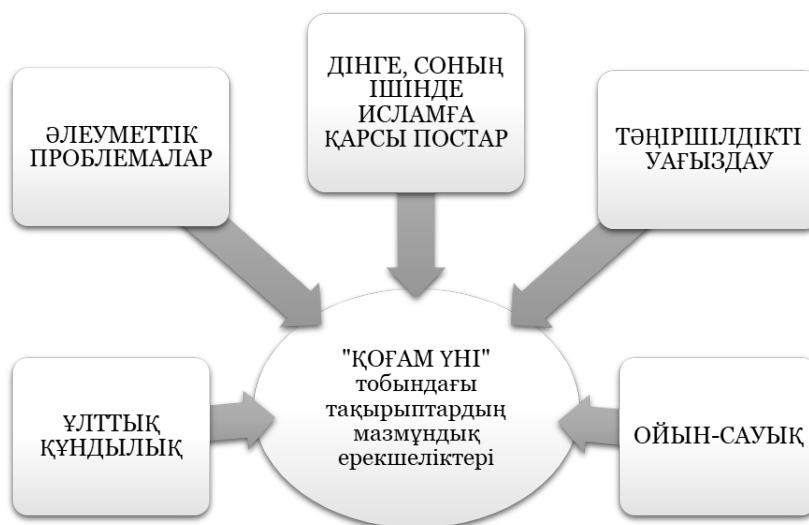 ДІНГЕ, СОНЫҢ
ІШІНДЕ
ИСЛАМҒА
ҚАРСЫ ПОСТАР
ӘЛЕУМЕТТІК
ПРОБЛЕМАЛАР
ТӘҢІРШІЛДІКТІ
УАҒЫЗДАУ
ҰЛТТЫҚ
ҚҰНДЫЛЫҚ
"ҚОҒАМ ҮНІ"
тобындағы
тақырыптардың
мазмұндық
ерекшеліктері
ОЙЫН-САУЫҚ